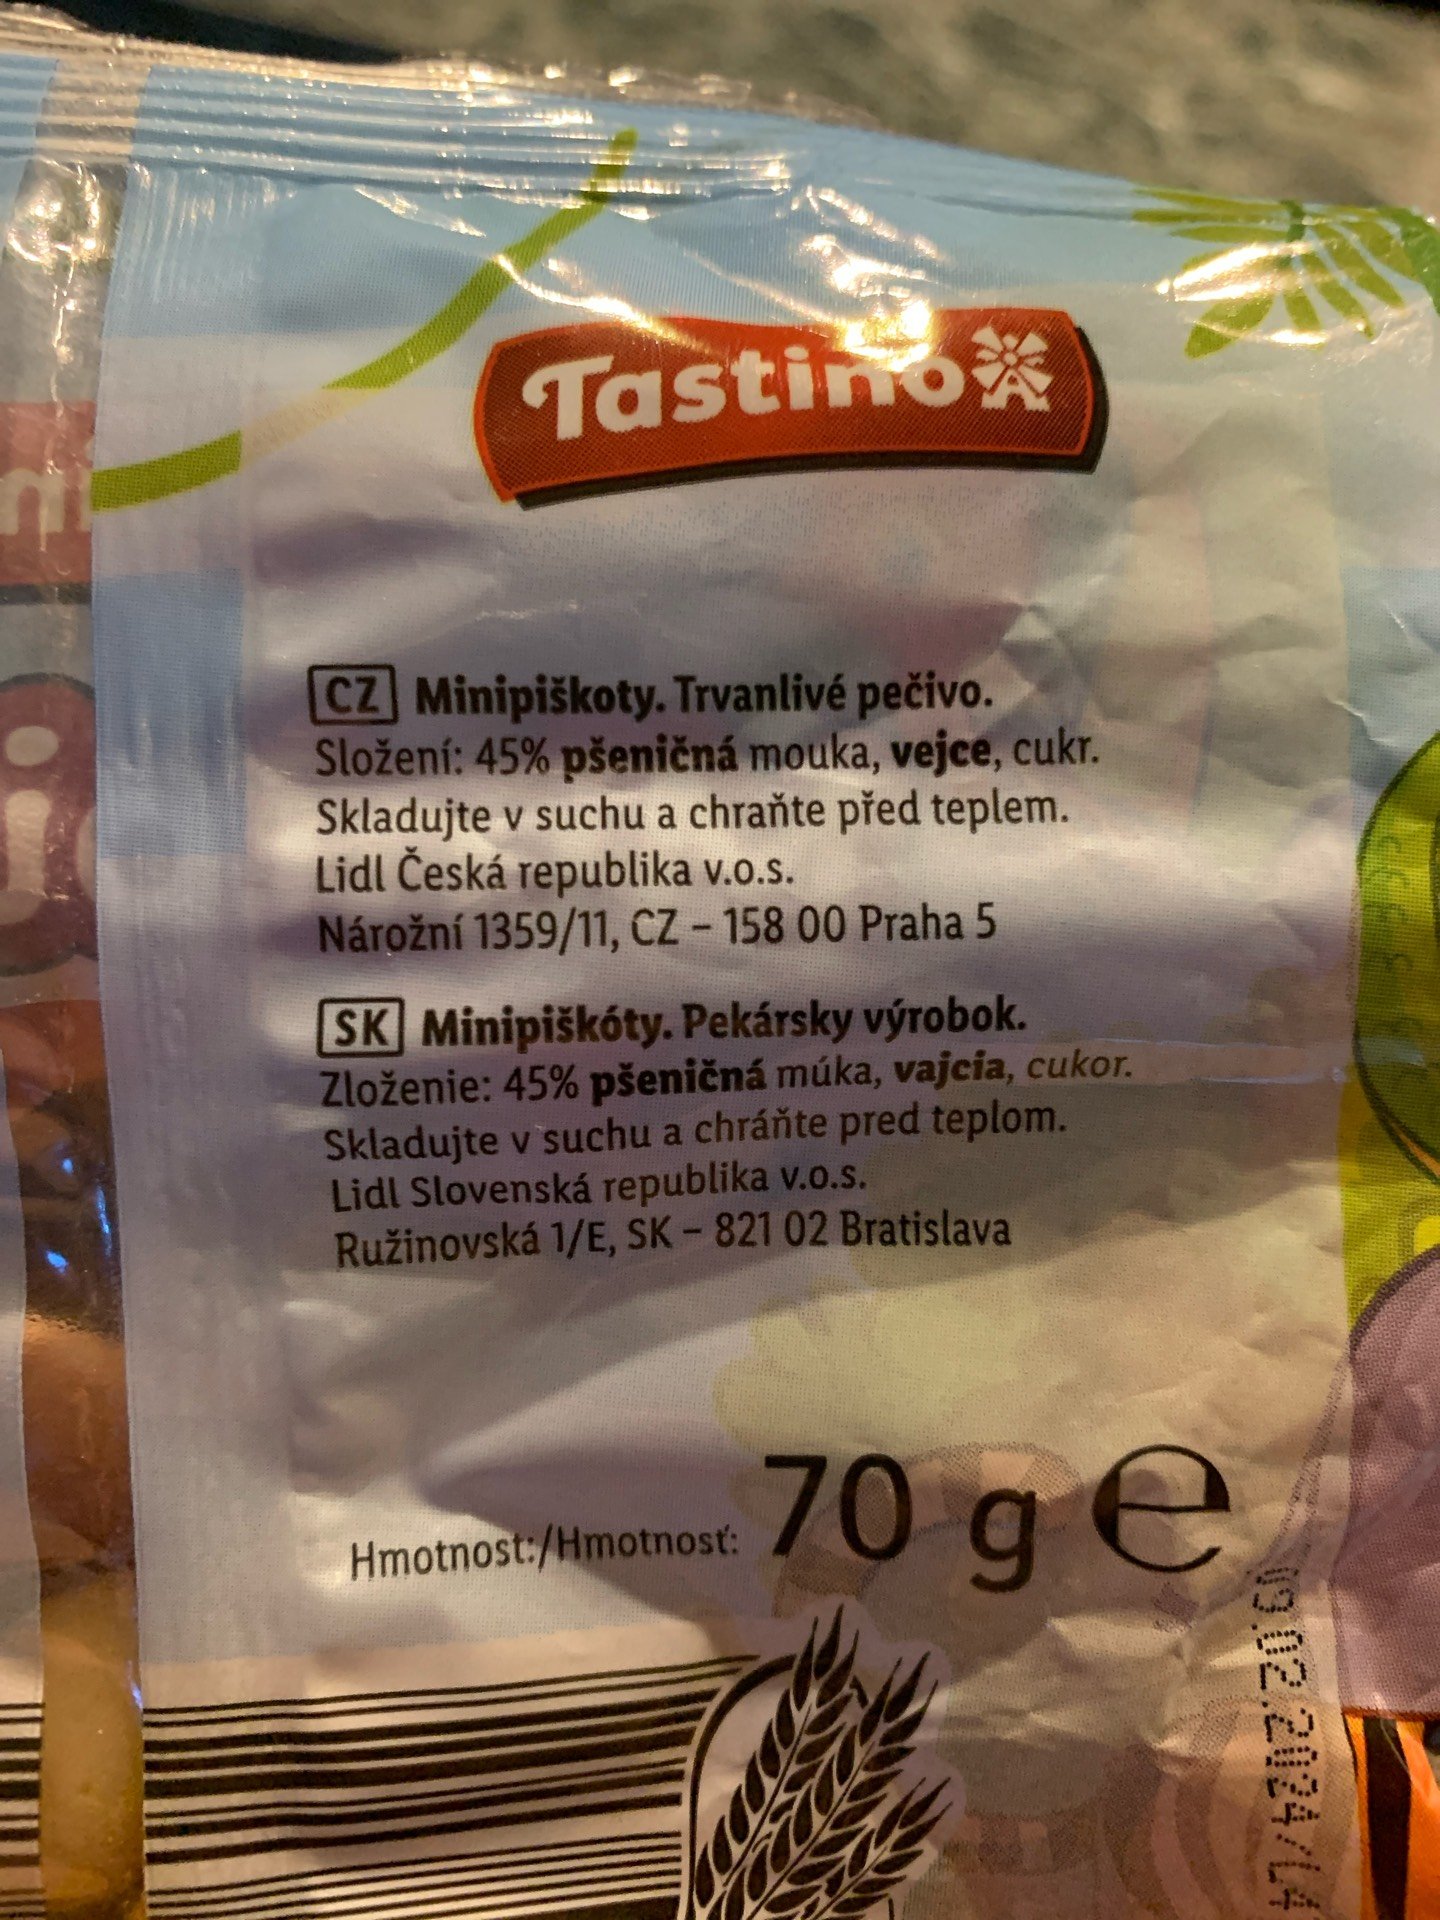 Tastino
CZ Minipiškoty. Trvanlivé pečivo.
Složení: 45% pšeničná mouka, vejce, cukr.
Skladujte v suchu a chraňte před teplem.
Lidl Česká republika v.o.s.
Nárožní 1359/11, CZ – 158 00 Praha 5
SK Minipiškóty. Pekársky výrobok.
Zloženie: 45% pšeničná múka, vajcia, cukor.
Skladujte v suchu a chráňte pred teplom.
Lidl Slovenská republika v.o.s.
Ružinovská 1/E, SK – 821 02 Bratislava
Hmotnost:/Hmotnosť: 70 g e